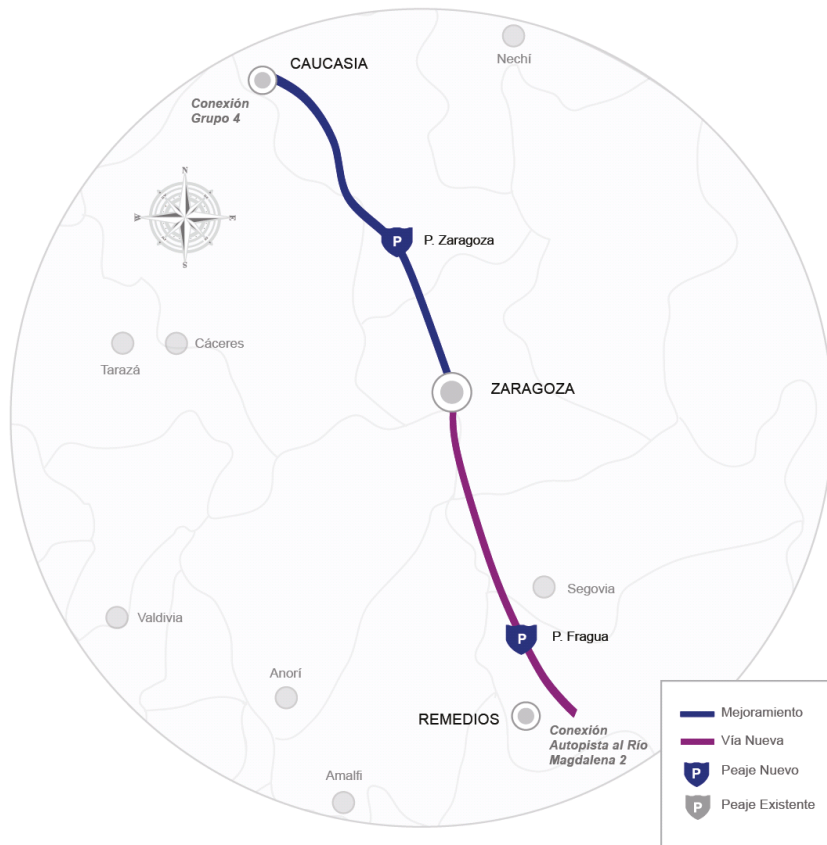 CAUCASIA
Nechí
Conexión
Grupo 4
N
W
M
S
P
P. Zaragoza
Tarazá
Cáceres
ZARAGOZA
Segovia
Valdivia
P
P. Fragua
Anorí
REMEDIOS
Conexión
Autopista al Río
Magdalena 2
Amalfi
Mejoramiento
Vía Nueva
P
Peaje Nuevo
P
Peaje Existente